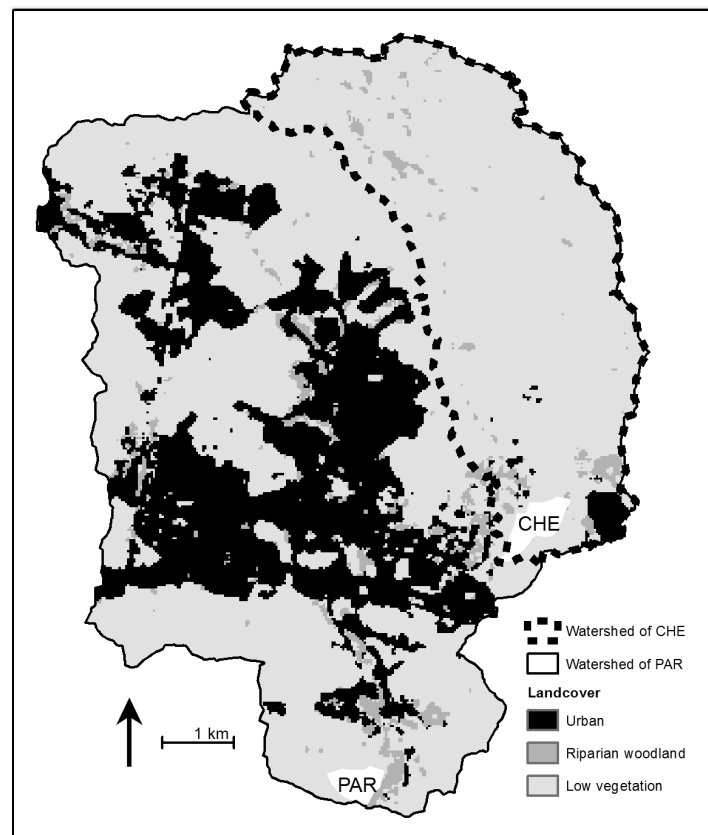 CHE
Watershed of CHE
Watershed of PAR
Landcover
Urban
Riparian woodland
Low vegetation
1 km
PAR